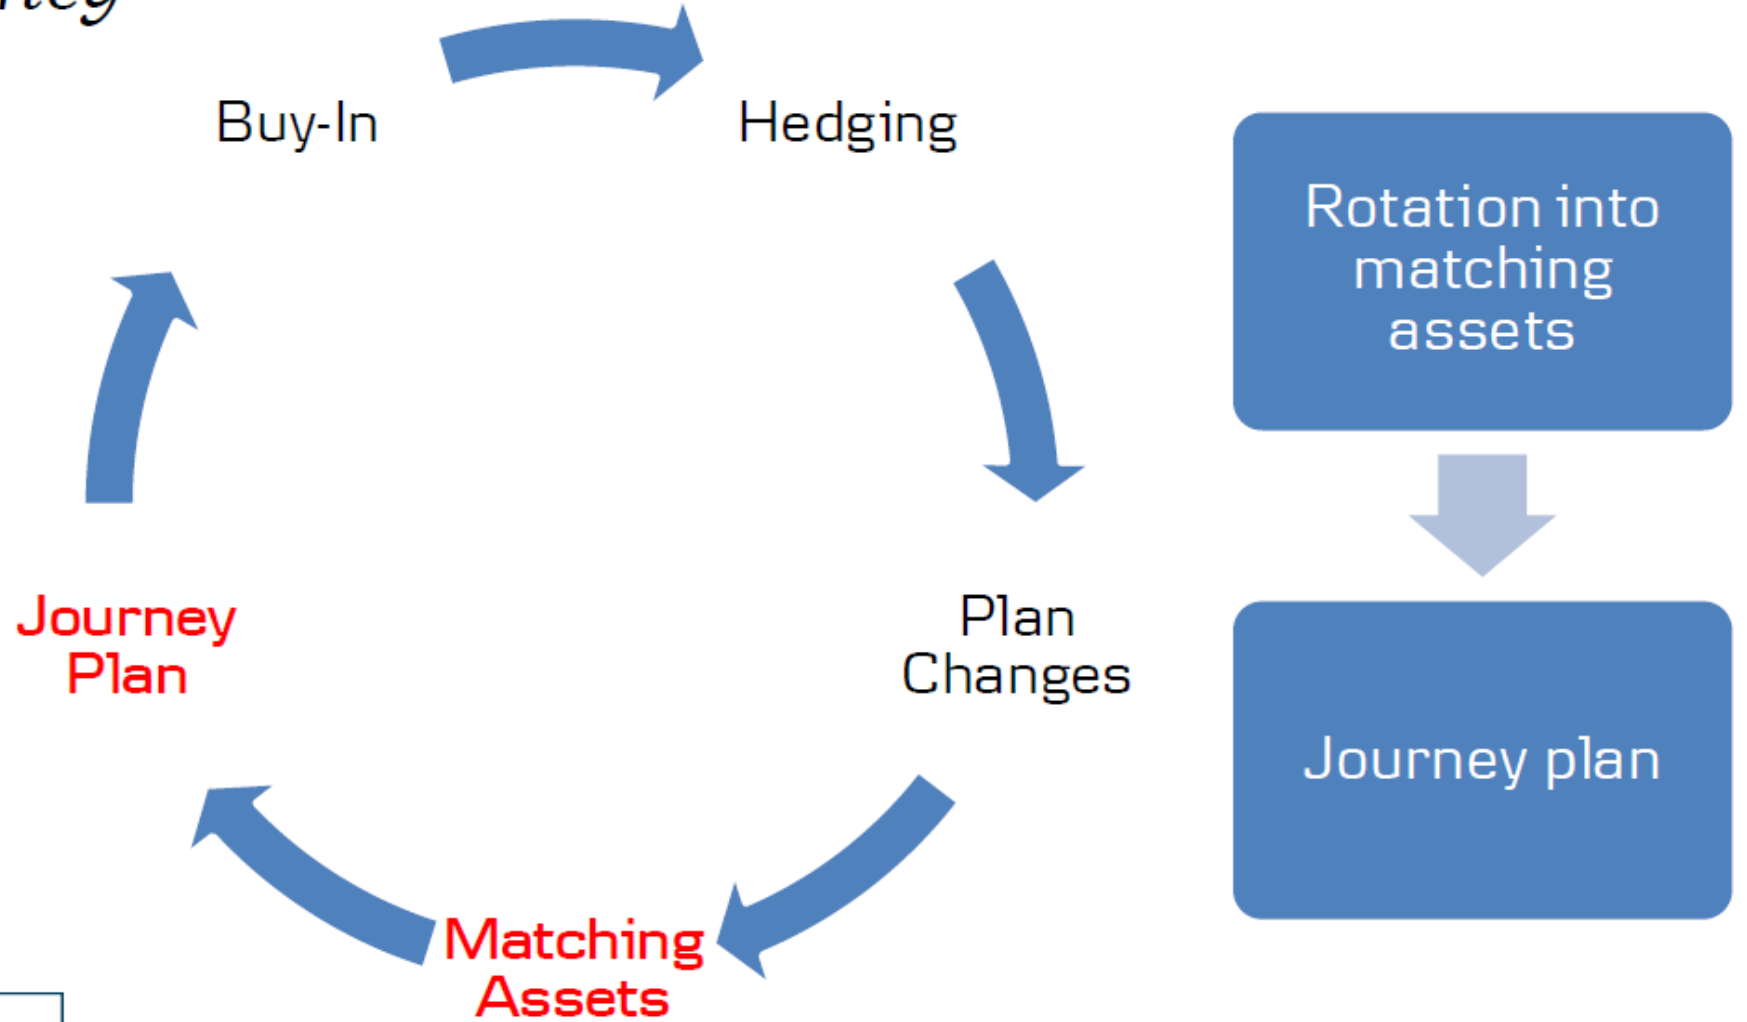 Buy-In
Hedging
Plan
Changes
Matching
Assets
Journey
Plan
Rotation into
matching
assets
Journey plan